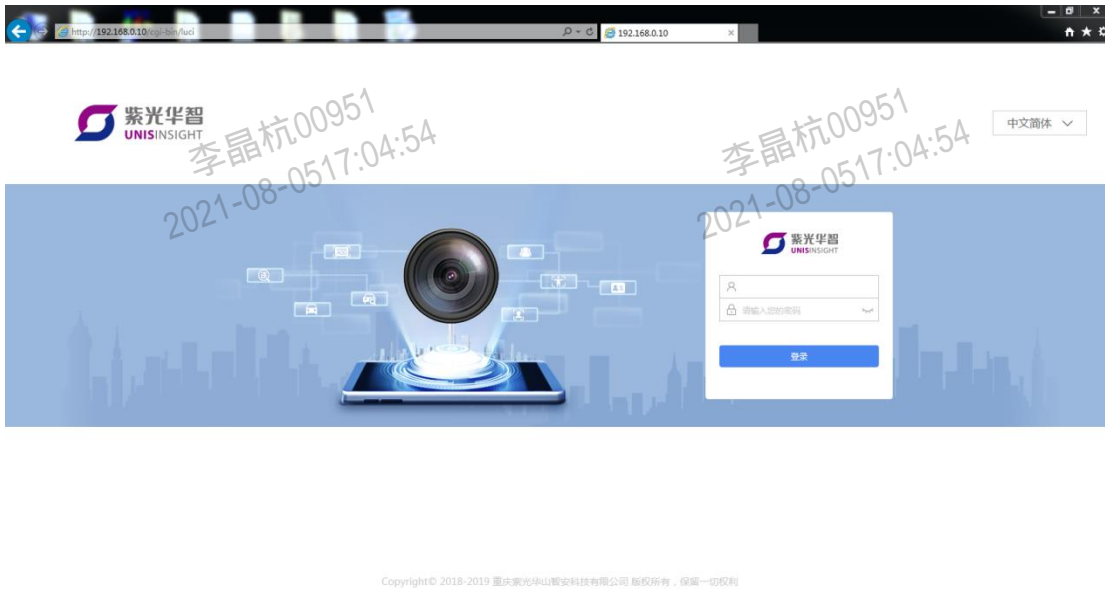 http://192.168.0.10/cgi-bin/luci
192.168.0.10
紫光华智
UNISINSIGHT
中文简体
李晶杭00951
2021-08-0517:04:54
李晶杭00951
2021-08-0517:04:54
紫光华智
UNISINSIGHT
请输入您的密码
登录
Copyright© 2018-2019 重庆紫光华山智安科技有限公司 版权所有，保留一切权利